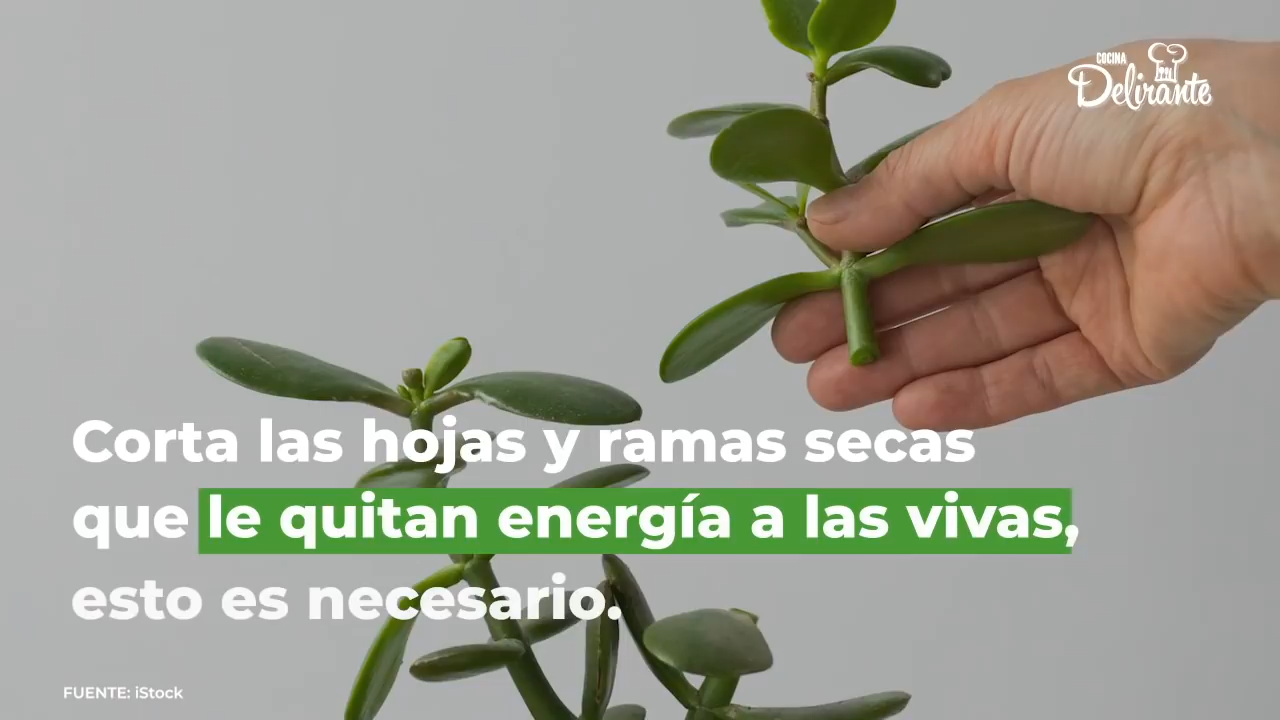 COCINA
Delirante
Corta las hojas y ramas secas
que le quitan energía a las vivas,
esto es necesario.
FUENTE: iStock